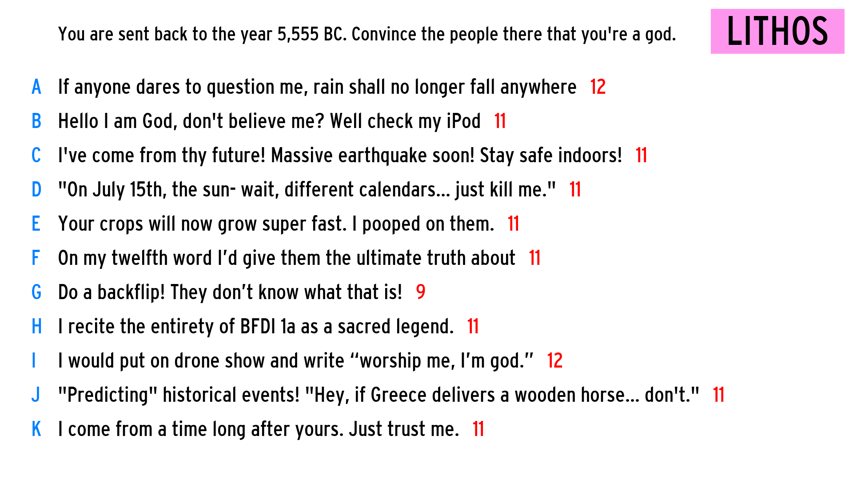 You are sent back to the year 5,555 BC. Convince the people there that you're a god.
LITHOS
A If anyone dares to question me, rain shall no longer fall anywhere 12
B Hello I am God, don't believe me? Well check my iPod 11
C I've come from thy future! Massive earthquake soon! Stay safe indoors! 11
D "On July 15th, the sun- wait, different calendars... just kill me." 11
E Your crops will now grow super fast. I pooped on them. 11
F On my twelfth word I’d give them the ultimate truth about 11
G Do a backflip! They don’t know what that is! 9
H I recite the entirety of BFDI 1a as a sacred legend. 11
I I would put on drone show and write “worship me, I’m god.” 12
J "Predicting" historical events! "Hey, if Greece delivers a wooden horse... don't." 11
K I come from a time long after yours. Just trust me. 11